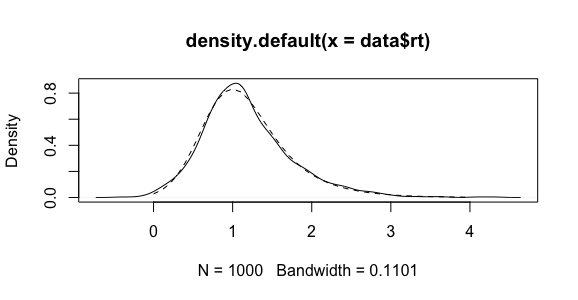 density.default(x = data$rt)
Density
0.8
0.4
0.0
0 1 2 3 4
N = 1000 Bandwidth = 0.1101